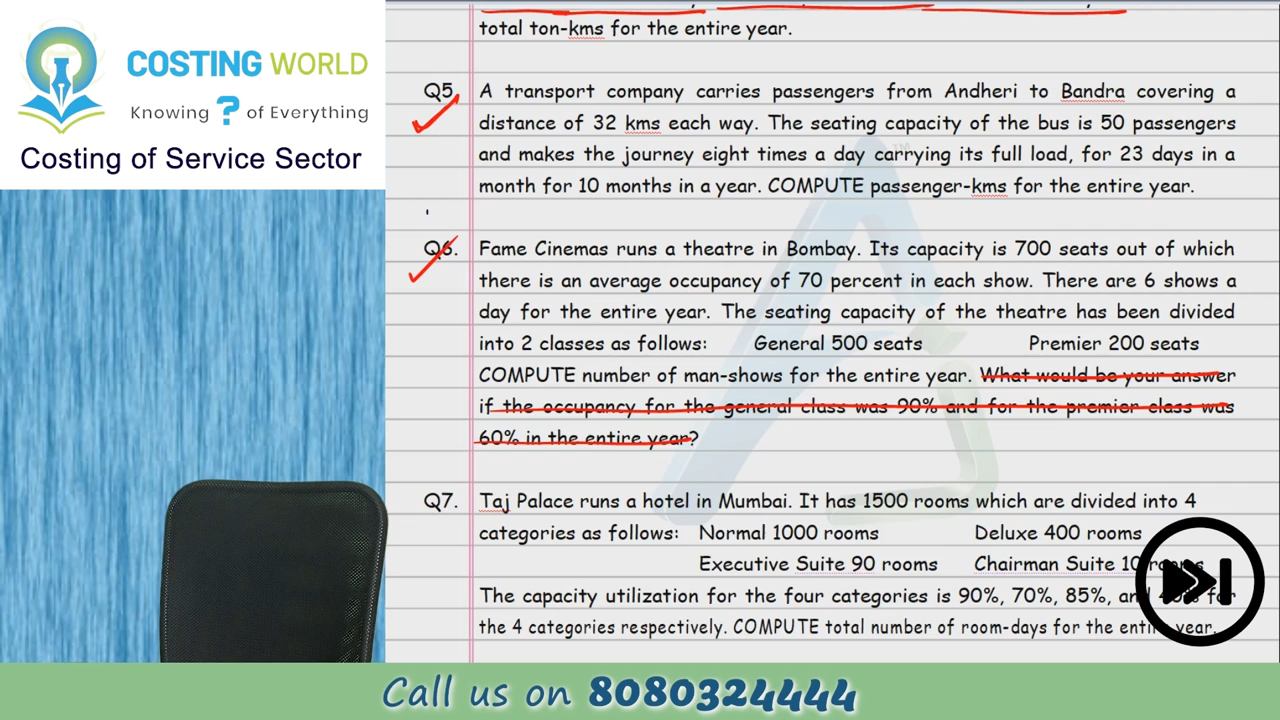 COSTING WORLD
Knowing ? of Everything
Costing of Service Sector
total ton-kms for the entire year.
Q5. A transport company carries passengers from Andheri to Bandra covering a
distance of 32 kms each way. The seating capacity of the bus is 50 passengers
and makes the journey eight times a day carrying its full load, for 23 days in a
month for 10 months in a year. COMPUTE passenger-kms for the entire year.
Q6. Fame Cinemas runs a theatre in Bombay. Its capacity is 700 seats out of which
there is an average occupancy of 70 percent in each show. There are 6 shows a
day for the entire year. The seating capacity of the theatre has been divided
into 2 classes as follows: General 500 seats Premier 200 seats
COMPUTE number of man-shows for the entire year. What would be your answer
if the occupancy for the general class was 90% and for the premier class was
60% in the entire year?
Q7. Taj Palace runs a hotel in Mumbai. It has 1500 rooms which are divided into 4
categories as follows: Normal 1000 rooms Deluxe 400 rooms
Executive Suite 90 rooms Chairman Suite 10 rooms
The capacity utilization for the four categories is 90%, 70%, 85%, and for
the 4 categories respectively. COMPUTE total number of room-days for the entire year.
Call us on 8080324444